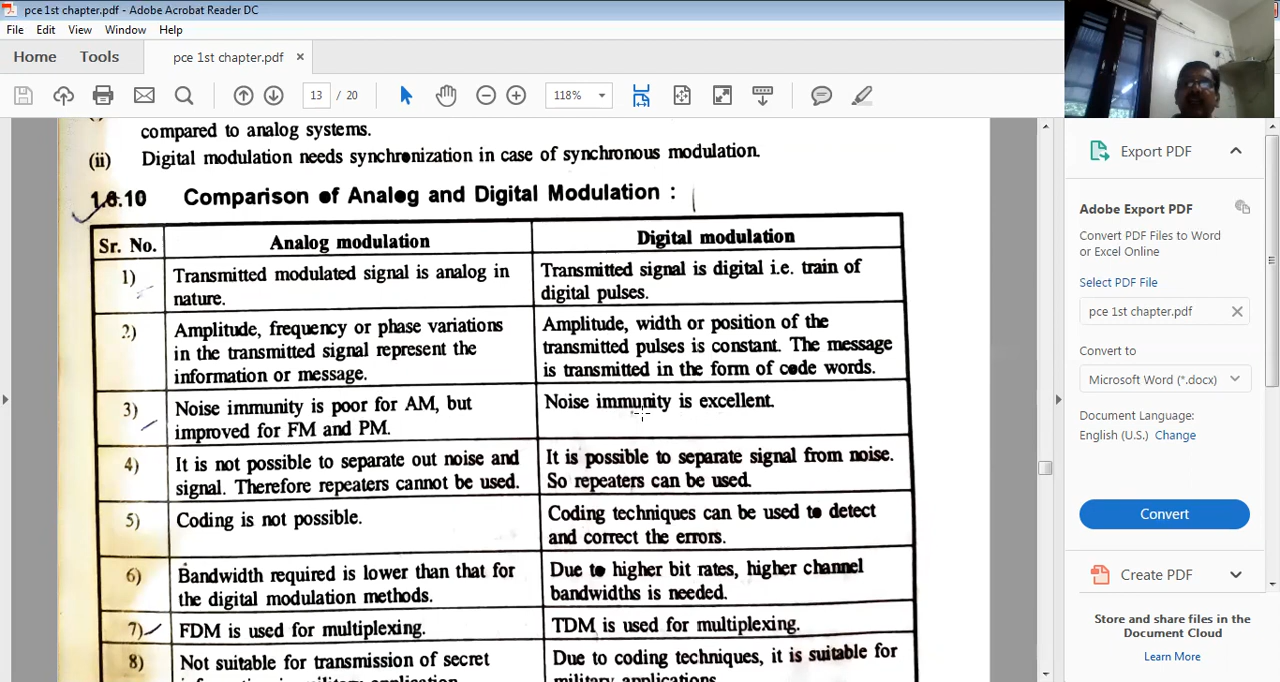 pce 1st chapter.pdf - Adobe Acrobat Reader DC
File Edit View Window Help
Home Tools pce 1st chapter.pdf ×
13 / 20 118%
compared to analog systems.
(ii) Digital modulation needs synchronization in case of synchronous modulation.
1.6.10 Comparison of Analog and Digital Modulation :
Sr. No. Analog modulation Digital modulation
1) Transmitted modulated signal is analog in Transmitted signal is digital i.e. train of
nature. digital pulses.
2) Amplitude, frequency or phase variations Amplitude, width or position of the
in the transmitted signal represent the transmitted pulses is constant. The message
information or message. is transmitted in the form of code words.
3) Noise immunity is poor for AM, but Noise immunity is excellent.
improved for FM and PM.
4) It is not possible to separate out noise and It is possible to separate signal from noise.
signal. Therefore repeaters cannot be used. So repeaters can be used.
5) Coding is not possible. Coding techniques can be used to detect
and correct the errors.
6) Bandwidth required is lower than that for Due to higher bit rates, higher channel
the digital modulation methods. bandwidths is needed.
7) FDM is used for multiplexing. TDM is used for multiplexing.
8) Not suitable for transmission of secret Due to coding techniques, it is suitable for
military applications.
Export PDF
Adobe Export PDF
Convert PDF Files to Word
or Excel Online
Select PDF File
pce 1st chapter.pdf ×
Convert to
Microsoft Word (*.docx)
Document Language:
English (U.S.) Change
Convert
Create PDF
Store and share files in the
Document Cloud
Learn More